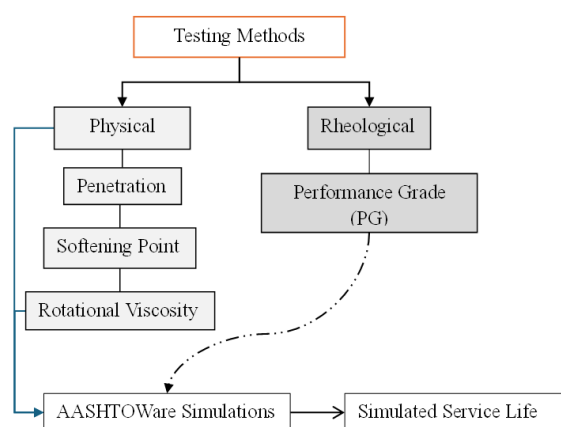 Testing Methods
Physical
Rheological
Penetration
Performance Grade
(PG)
Softening Point
Rotational Viscosity
AASHTOWare Simulations
Simulated Service Life